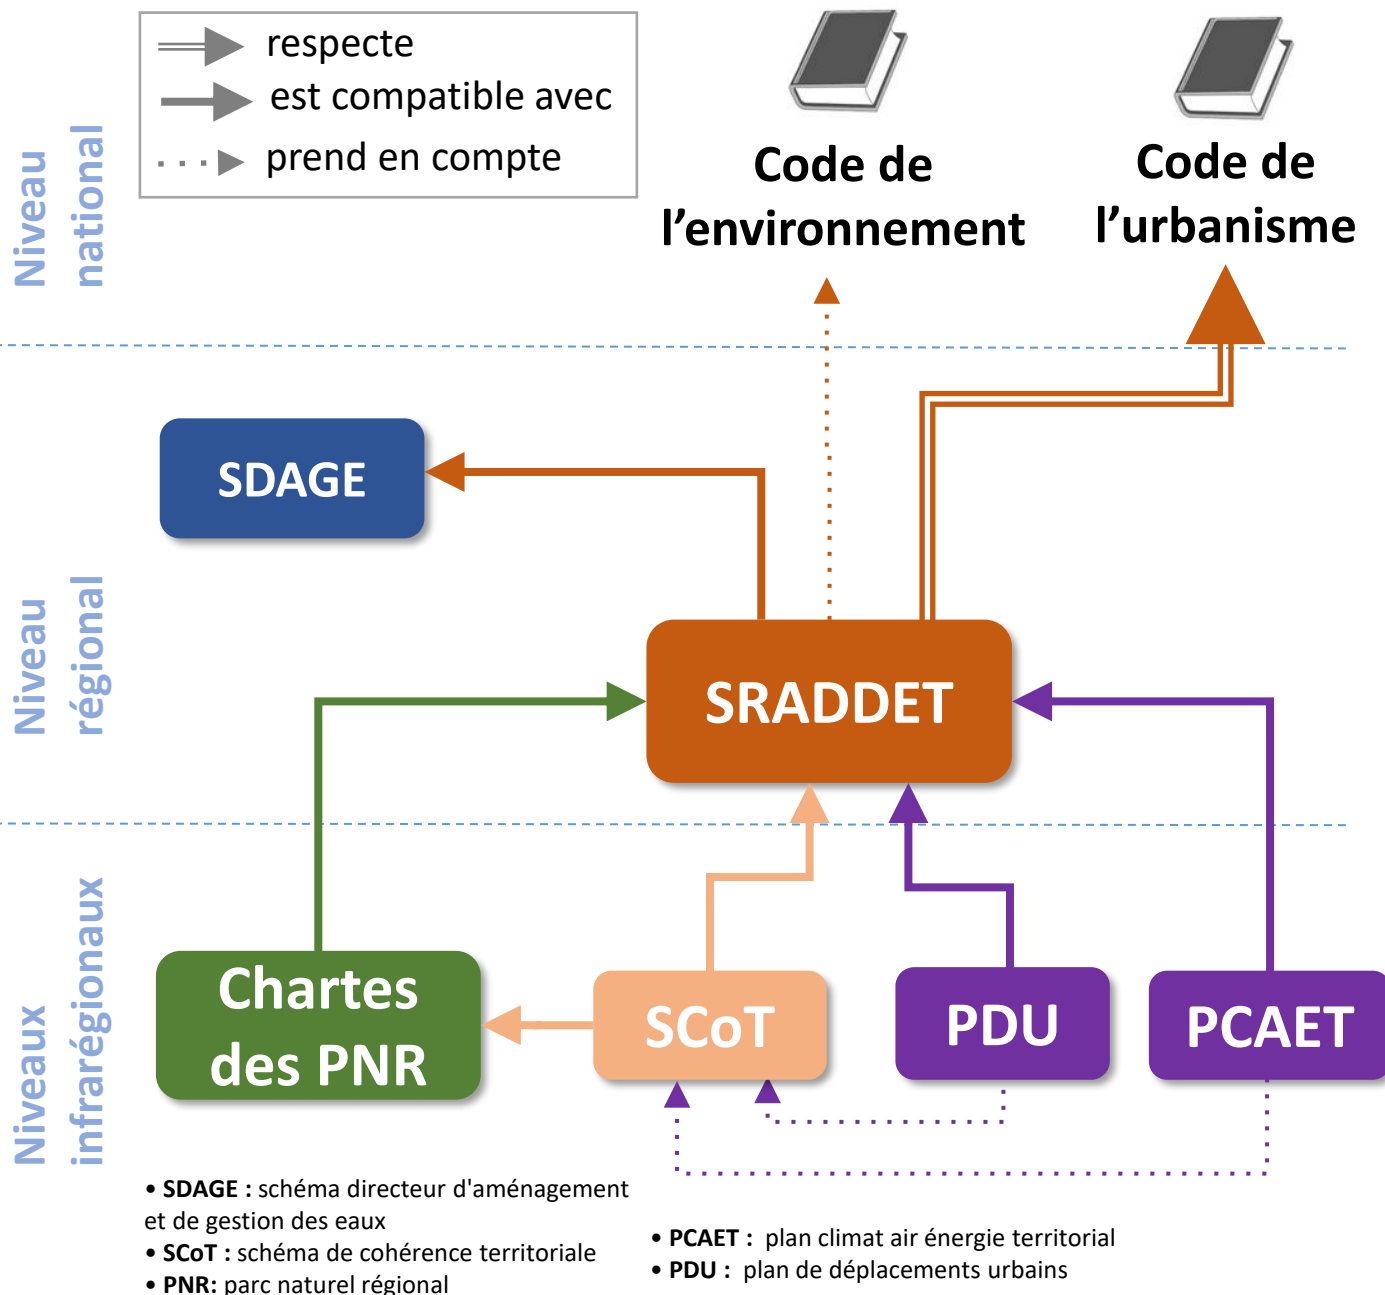 respecte
est compatible avec
prend en compte
Niveau
national
Code de
l’environnement
Code de
l’urbanisme
Niveau
régional
SDAGE
SRADDET
Niveaux
infrarégionaux
Chartes
des PNR
SCoT
PDU
PCAET
• SDAGE : schéma directeur d'aménagement
et de gestion des eaux
• SCoT : schéma de cohérence territoriale
• PNR: parc naturel régional
• PCAET : plan climat air énergie territorial
• PDU : plan de déplacements urbains